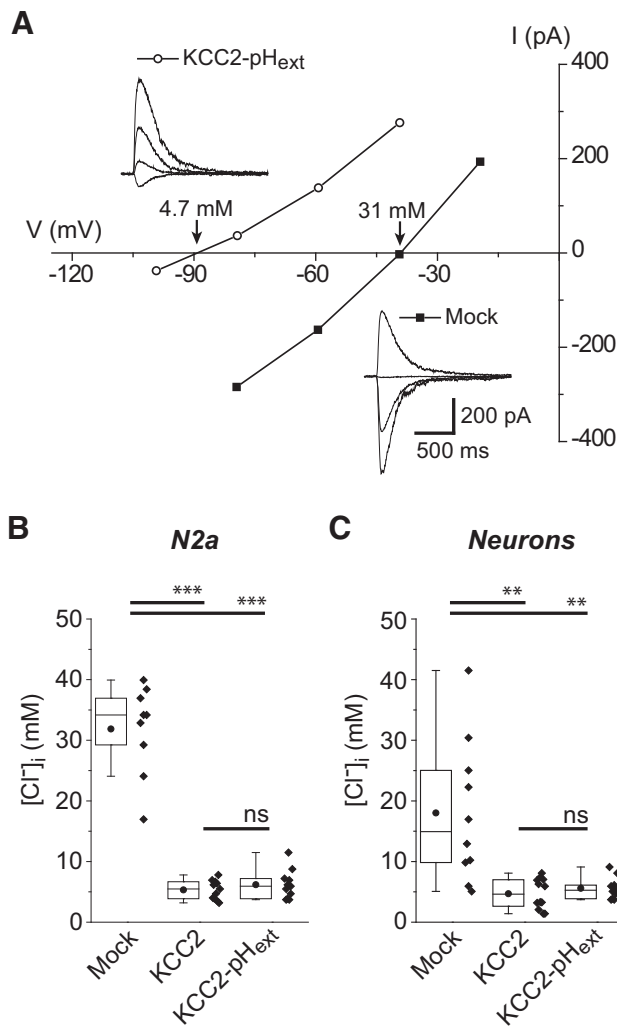 A
I (pA)
KCC2-pHext
400
200
4.7 mM
31 mM
V (mV)
0
-120
-90
-60
-30
Mock
-200
200 pA
500 ms
-400
B
N2a
C
Neurons
***
***
**
**
50
40
30
20
10
0
[Cl-]i (mM)
ns
Mock
KCC2
KCC2-pHext
50
40
30
20
10
0
[Cl-]i (mM)
ns
Mock
KCC2
KCC2-pHext